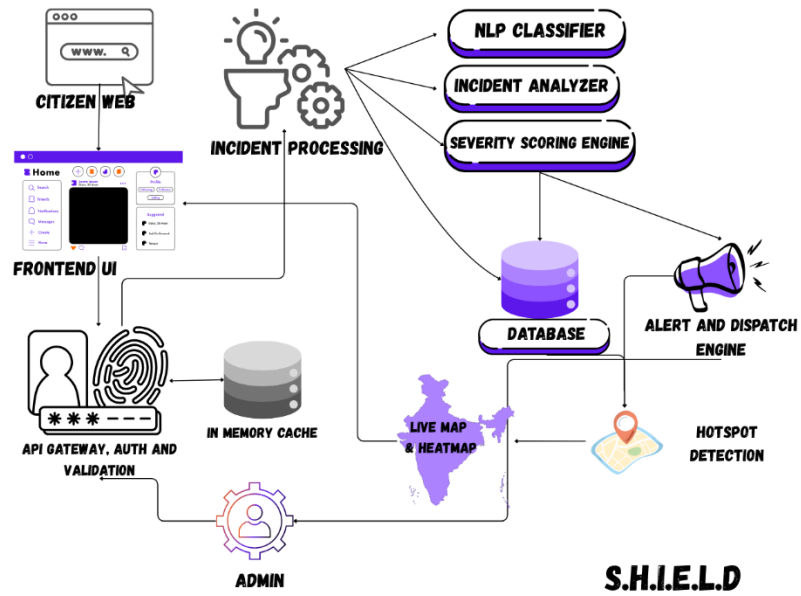 WWW.
CITIZEN WEB
INCIDENT PROCESSING
NLP CLASSIFIER
INCIDENT ANALYZER
SEVERITY SCORING ENGINE
Home
Search
Notifications
Messages
Create
More
Profile
Suggested
FRONTEND UI
DATABASE
ALERT AND DISPATCH
ENGINE
***---
API GATEWAY, AUTH AND
VALIDATION
IN MEMORY CACHE
LIVE MAP
& HEATMAP
HOTSPOT
DETECTION
ADMIN
S.H.I.E.L.D